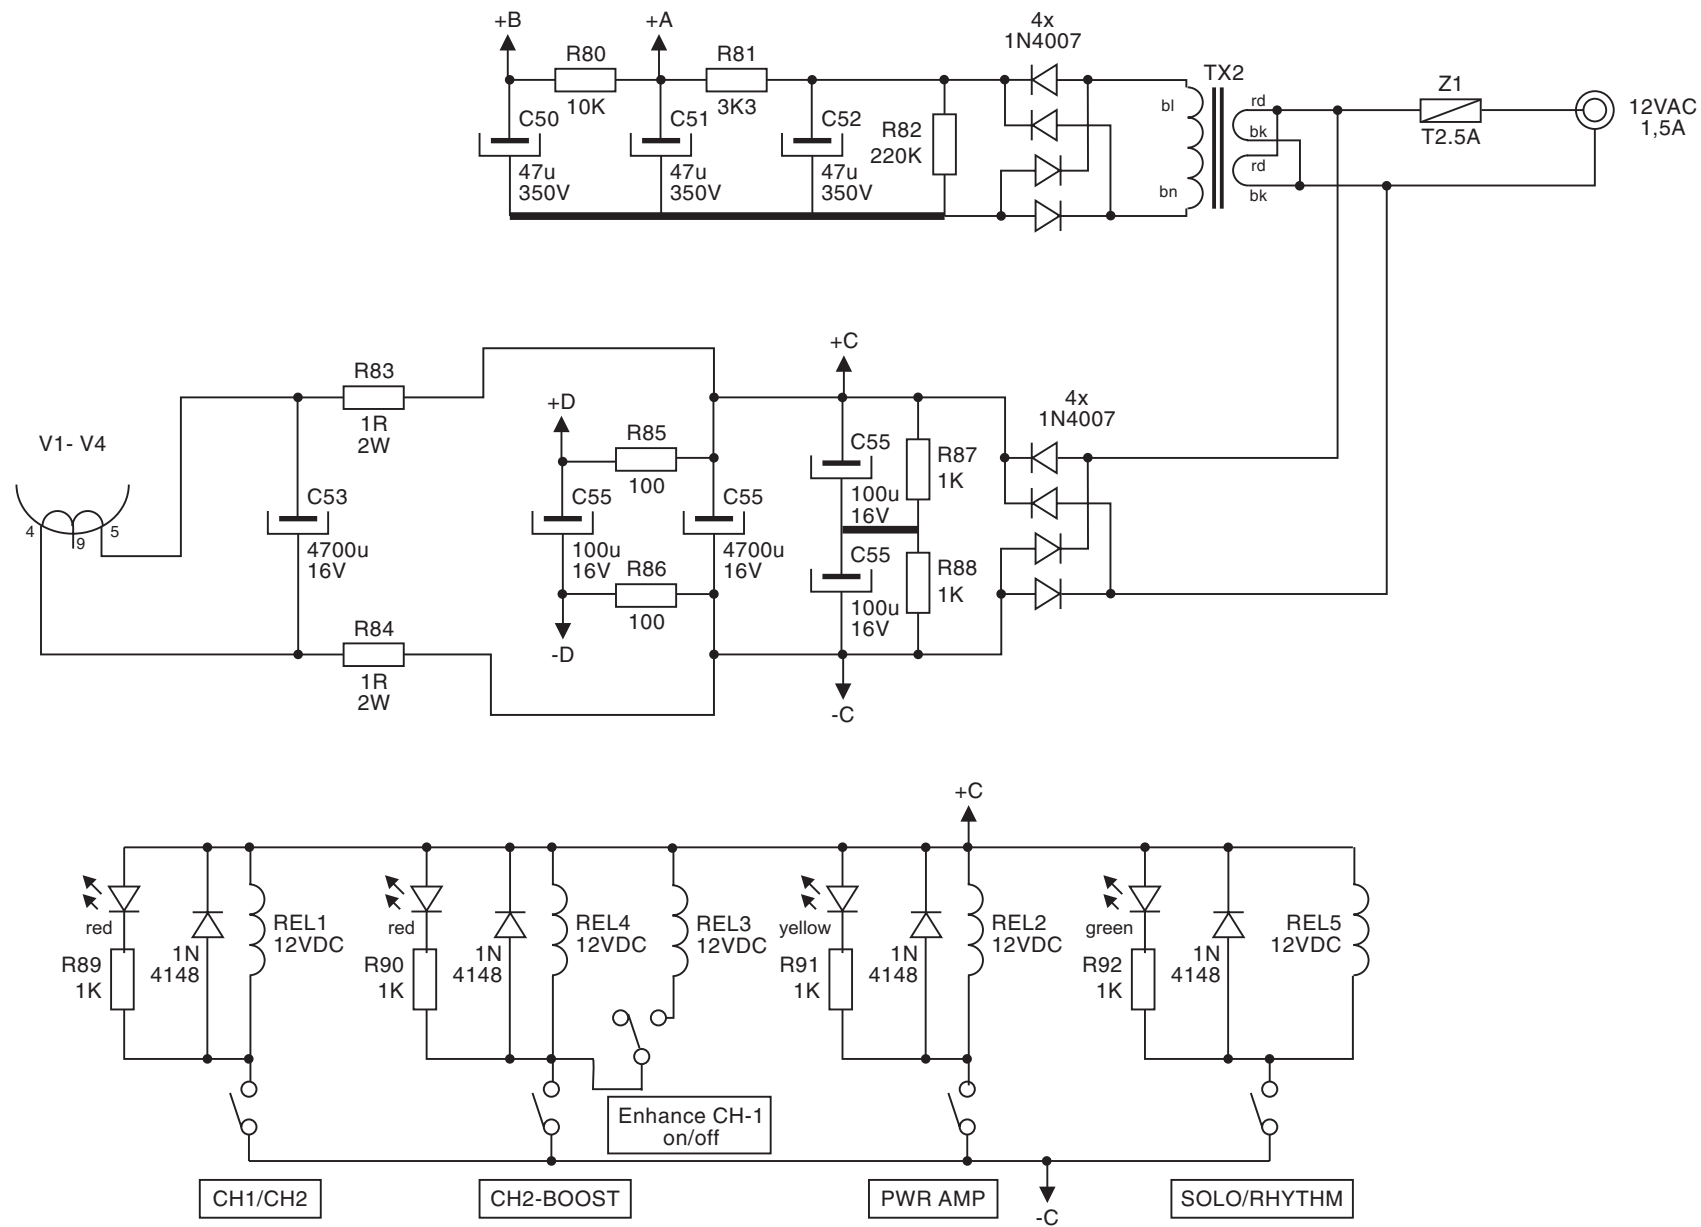 +B
+A
4x
1N4007
R80
10K
R81
3K3
TX2
Z1
T2.5A
12VAC
1,5A
C50
47u
350V
C51
47u
350V
C52
47u
350V
R82
220K
bl
bn
rd
bk
rd
bk
V1- V4
4
9
5
R83
1R
2W
C53
4700u
16V
R84
1R
2W
+D
R85
100
C55
100u
16V
R86
100
-D
C55
4700u
16V
+C
C55
100u
16V
R87
1K
C55
100u
16V
R88
1K
-C
4x
1N4007
+C
red
R89
1K
1N
4148
REL1
12VDC
red
R90
1K
1N
4148
REL4
12VDC
REL3
12VDC
yellow
R91
1K
1N
4148
REL2
12VDC
green
R92
1K
1N
4148
REL5
12VDC
Enhance CH-1
on/off
CH1/CH2
CH2-BOOST
PWR AMP
-C
SOLO/RHYTHM